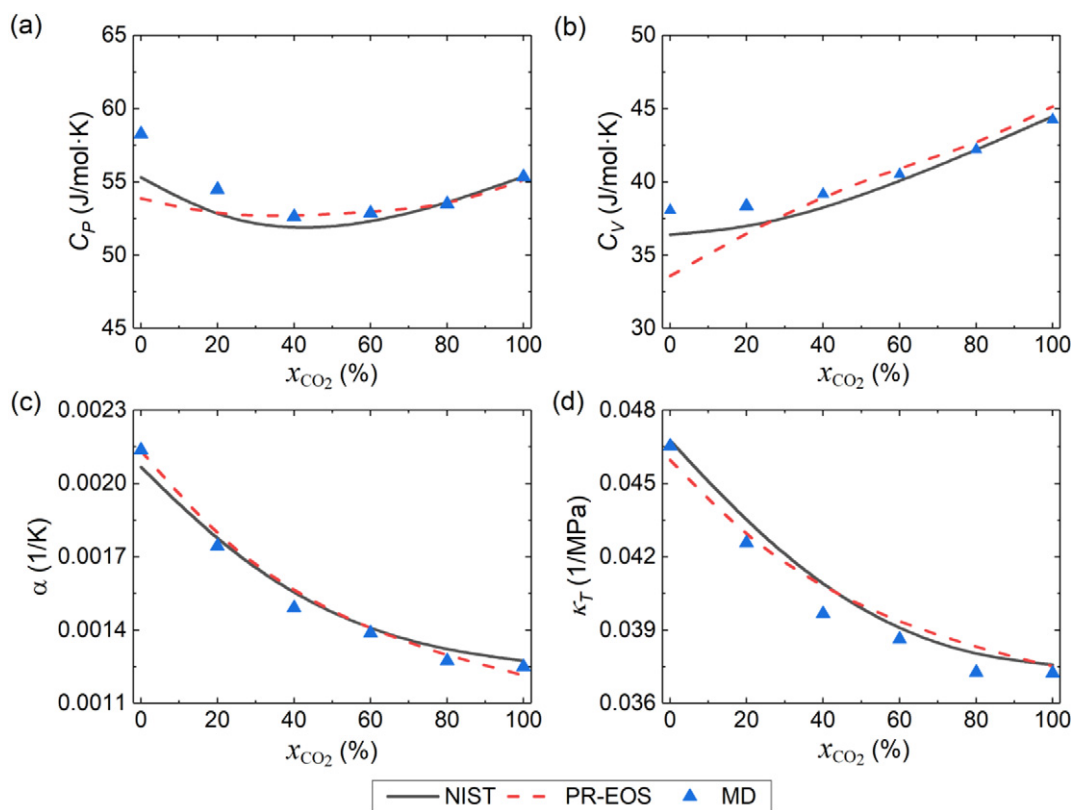 (a)
65
60
55
50
45
C_P (J/mol·K)
0 20 40 60 80 100
x_CO2 (%)
(b)
50
45
40
35
30
C_V (J/mol·K)
0 20 40 60 80 100
x_CO2 (%)
(c)
0.0023
0.0020
0.0017
0.0014
0.0011
α (1/K)
0 20 40 60 80 100
x_CO2 (%)
(d)
0.048
0.045
0.042
0.039
0.036
κ_T (1/MPa)
0 20 40 60 80 100
x_CO2 (%)
NIST PR-EOS MD